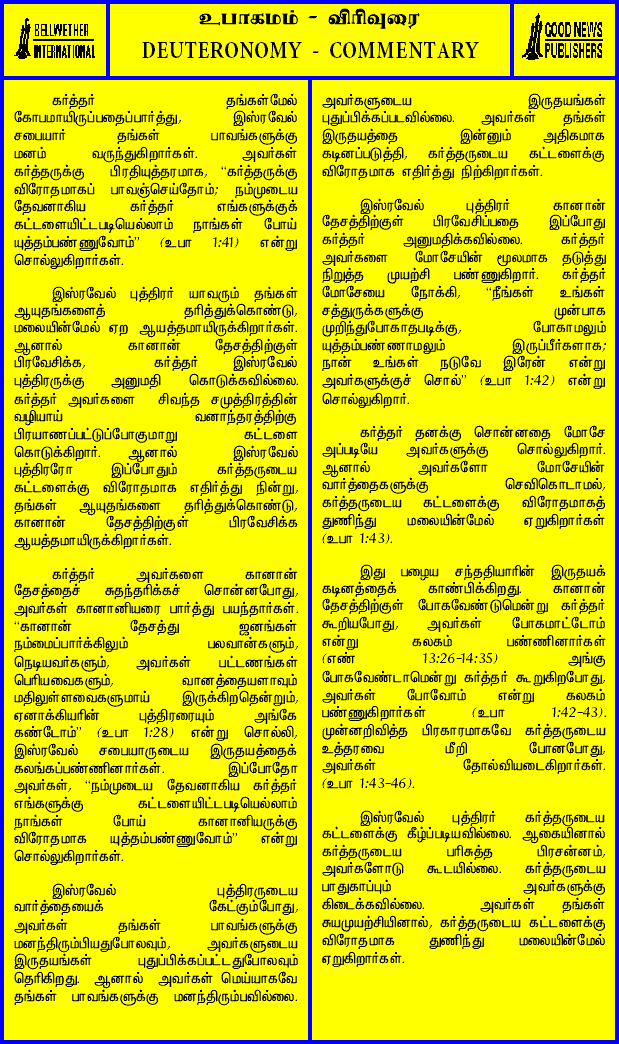 BELLWETHER
INTERNATIONAL
உபாகமம் - விரிவுரை
DEUTERONOMY - COMMENTARY
GOOD NEWS
PUBLISHERS
கர்த்தர் தங்கள்மேல்
கோபமாயிருப்பதைப்பார்த்து, இஸ்ரவேல்
சபையார் தங்கள் பாவங்களுக்கு
மனம் வருந்துகிறார்கள். அவர்கள்
கர்த்தருக்கு பிரதியுத்தரமாக, “கர்த்தருக்கு
விரோதமாகப் பாவஞ்செய்தோம்; நம்முடைய
தேவனாகிய கர்த்தர் எங்களுக்குக்
கட்டளையிட்டபடியெல்லாம் நாங்கள் போய்
யுத்தம்பண்ணுவோம்” (உபா 1:41) என்று
சொல்லுகிறார்கள்.
இஸ்ரவேல் புத்திரர் யாவரும் தங்கள்
ஆயுதங்களைத் தரித்துக்கொண்டு,
மலையின்மேல் ஏற ஆயத்தமாயிருக்கிறார்கள்.
ஆனால் கானான் தேசத்திற்குள்
பிரவேசிக்க, கர்த்தர் இஸ்ரவேல்
புத்திரருக்கு அனுமதி கொடுக்கவில்லை.
கர்த்தர் அவர்களை சிவந்த சமுத்திரத்தின்
வழியாய் வனாந்தரத்திற்கு
பிரயாணப்பட்டுப்போகுமாறு கட்டளை
கொடுக்கிறார். ஆனால் இஸ்ரவேல்
புத்திரரோ இப்போதும் கர்த்தருடைய
கட்டளைக்கு விரோதமாக எதிர்த்து நின்று,
தங்கள் ஆயுதங்களை தரித்துக்கொண்டு,
கானான் தேசத்திற்குள் பிரவேசிக்க
ஆயத்தமாயிருக்கிறார்கள்.
கர்த்தர் அவர்களை கானான்
தேசத்தைச் சுதந்தரிக்கச் சொன்னபோது,
அவர்கள் கானானியரை பார்த்து பயந்தார்கள்.
“கானான் தேசத்து ஜனங்கள்
நம்மைப்பார்க்கிலும் பலவான்களும்,
நெடியவர்களும், அவர்கள் பட்டணங்கள்
பெரியவைகளும், வானத்தையளாவும்
மதிலுள்ளவைகளுமாய் இருக்கிறதென்றும்,
ஏனாக்கியரின் புத்திரரையும் அங்கே
கண்டோம்” (உபா 1:28) என்று சொல்லி,
இஸ்ரவேல் சபையாருடைய இருதயத்தைக்
கலங்கப்பண்ணினார்கள். இப்போதோ
அவர்கள், “நம்முடைய தேவனாகிய கர்த்தர்
எங்களுக்கு கட்டளையிட்டபடியெல்லாம்
நாங்கள் போய் கானானியருக்கு
விரோதமாக யுத்தம்பண்ணுவோம்” என்று
சொல்லுகிறார்கள்.
இஸ்ரவேல் புத்திரருடைய
வார்த்தையைக் கேட்கும்போது,
அவர்கள் தங்கள் பாவங்களுக்கு
மனந்திரும்பியதுபோலவும், அவர்களுடைய
இருதயங்கள் புதுப்பிக்கப்பட்டதுபோலவும்
தெரிகிறது. ஆனால் அவர்கள் மெய்யாகவே
தங்கள் பாவங்களுக்கு மனந்திரும்பவில்லை.
அவர்களுடைய இருதயங்கள்
புதுப்பிக்கப்படவில்லை. அவர்கள் தங்கள்
இருதயத்தை இன்னும் அதிகமாக
கடினப்படுத்தி, கர்த்தருடைய கட்டளைக்கு
விரோதமாக எதிர்த்து நிற்கிறார்கள்.
இஸ்ரவேல் புத்திரர் கானான்
தேசத்திற்குள் பிரவேசிப்பதை இப்போது
கர்த்தர் அனுமதிக்கவில்லை. கர்த்தர்
அவர்களை மோசேயின் மூலமாக தடுத்து
நிறுத்த முயற்சி பண்ணுகிறார். கர்த்தர்
மோசேயை நோக்கி, “நீங்கள் உங்கள்
சத்துருக்களுக்கு முன்பாக
முறிந்துபோகாதபடிக்கு, போகாமலும்
யுத்தம்பண்ணாமலும் இருப்பீர்களாக;
நான் உங்கள் நடுவே இரேன் என்று
அவர்களுக்குச் சொல்” (உபா 1:42) என்று
சொல்லுகிறார்.
கர்த்தர் தனக்கு சொன்னதை மோசே
அப்படியே அவர்களுக்கு சொல்லுகிறார்.
ஆனால் அவர்களோ மோசேயின்
வார்த்தைகளுக்கு செவிகொடாமல்,
கர்த்தருடைய கட்டளைக்கு விரோதமாகத்
துணிந்து மலையின்மேல் ஏறுகிறார்கள்
(உபா 1:43).
இது பழைய சந்ததியாரின் இருதயக்
கடினத்தைக் காண்பிக்கிறது. கானான்
தேசத்திற்குள் போகவேண்டுமென்று கர்த்தர்
கூறியபோது, அவர்கள் போகமாட்டோம்
என்று கலகம் பண்ணினார்கள்
(எண் 13:26-14:35) அங்கு
போகவேண்டாமென்று கர்த்தர் கூறுகிறபோது,
அவர்கள் போவோம் என்று கலகம்
பண்ணுகிறார்கள் (உபா 1:42-43).
முன்னறிவித்த பிரகாரமாகவே கர்த்தருடைய
உத்தரவை மீறி போனபோது,
அவர்கள் தோல்வியடைகிறார்கள்.
(உபா 1:43-46).
இஸ்ரவேல் புத்திரர் கர்த்தருடைய
கட்டளைக்கு கீழ்ப்படியவில்லை. ஆகையினால்
கர்த்தருடைய பரிசுத்த பிரசன்னம்,
அவர்களோடு கூடயில்லை. கர்த்தருடைய
பாதுகாப்பும் அவர்களுக்கு
கிடைக்கவில்லை. அவர்கள் தங்கள்
சுயமுயற்சியினால், கர்த்தருடைய கட்டளைக்கு
விரோதமாக துணிந்து மலையின்மேல்
ஏறுகிறார்கள்.